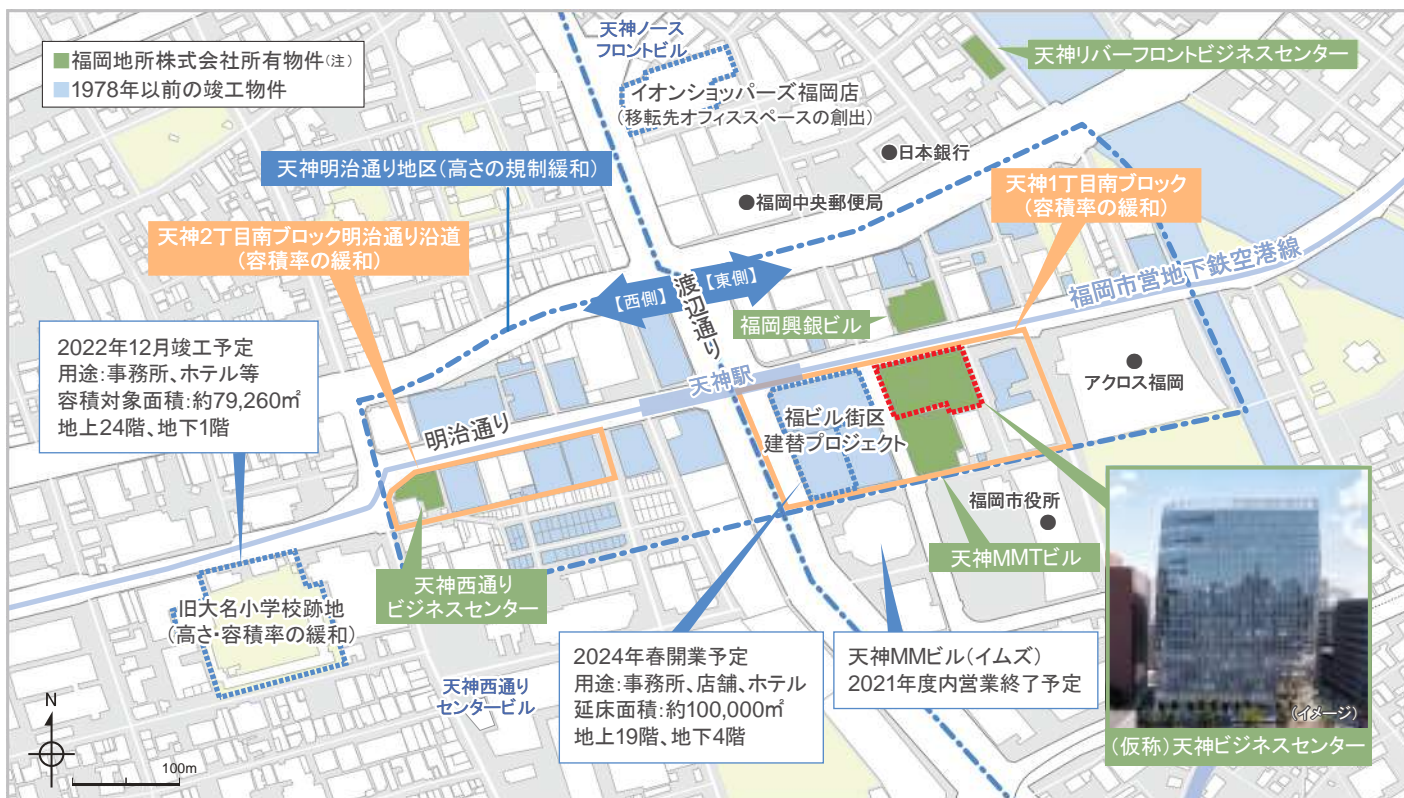 福岡地所株式会社所有物件(注)
1978年以前の竣工物件
天神ノース
フロントビル
イオンショッパーズ福岡店
(移転先オフィススペースの創出)
天神リバーフロントビジネスセンター
●日本銀行
●福岡中央郵便局
天神明治通り地区(高さの規制緩和)
天神1丁目南ブロック
(容積率の緩和)
天神2丁目南ブロック明治通り沿道
(容積率の緩和)
【西側】
【東側】
渡辺通り
福岡市営地下鉄空港線
福岡興銀ビル
2022年12月竣工予定
用途:事務所、ホテル等
容積対象面積:約79,260㎡
地上24階、地下1階
天神駅
アクロス福岡
明治通り
福ビル街区
建替プロジェクト
福岡市役所
天神MMTビル
天神西通り
ビジネスセンター
旧大名小学校跡地
(高さ・容積率の緩和)
天神西通り
センタービル
2024年春開業予定
用途:事務所、店舗、ホテル
延床面積:約100,000㎡
地上19階、地下4階
天神MMビル(イムズ)
2021年度内営業終了予定
(イメージ)
(仮称)天神ビジネスセンター
N
100m